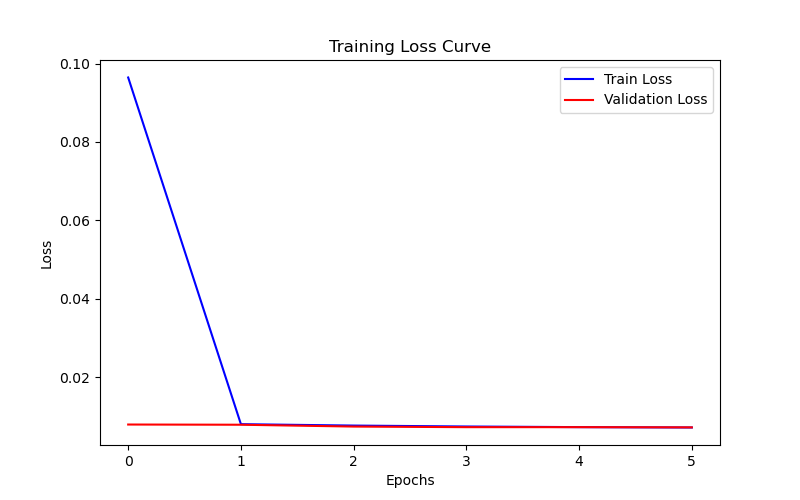 Training Loss Curve
0.10
0.08
0.06
0.04
0.02
Loss
Train Loss
Validation Loss
0 1 2 3 4 5
Epochs